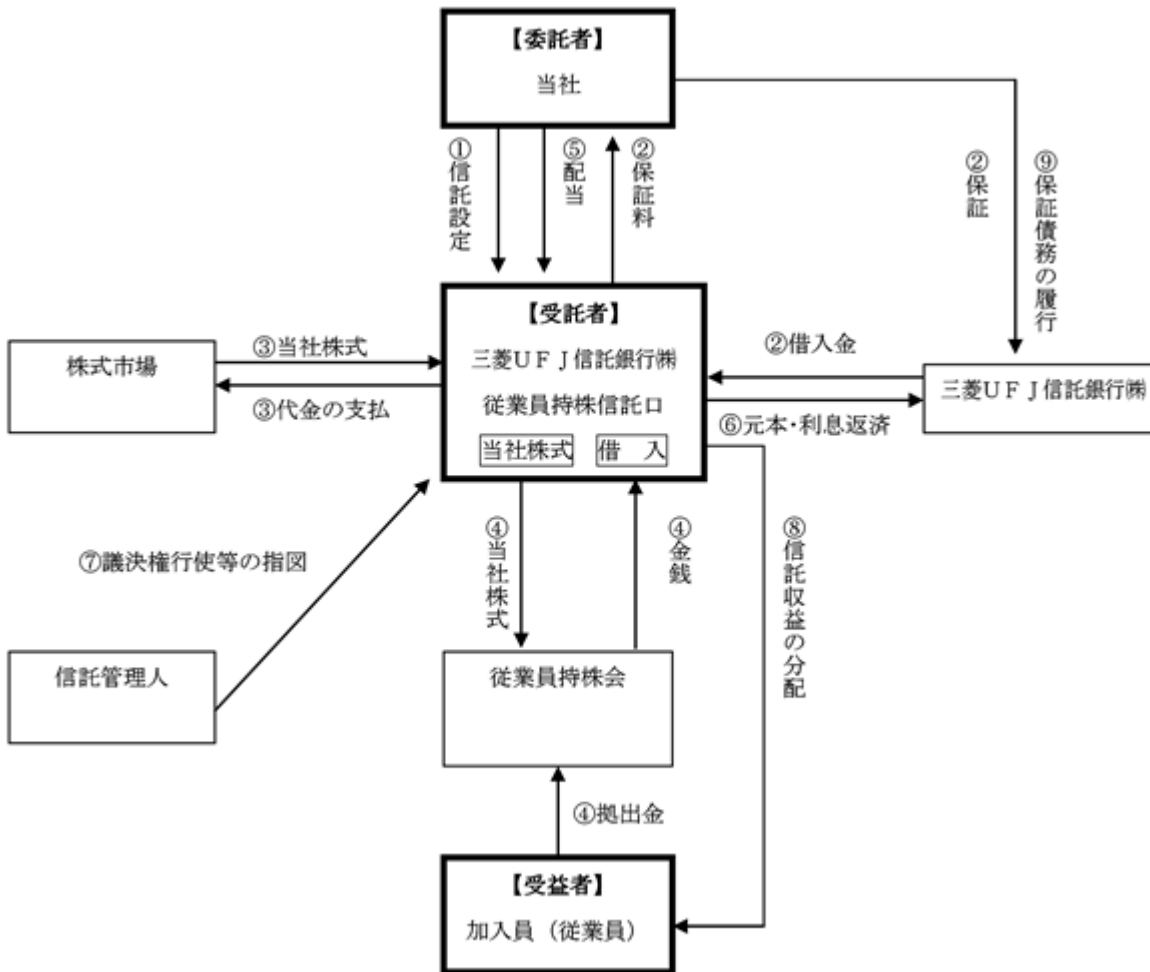 【委託者】
当社
①信託設定
⑤配当
②保証料
②保証
⑨保証債務の履行
【受託者】
三菱UFJ信託銀行㈱
従業員持株信託口
当社株式
借 入
株式市場
③当社株式
③代金の支払
②借入金
⑥元本・利息返済
三菱UFJ信託銀行㈱
⑦議決権行使等の指図
信託管理人
④当社株式
④金銭
⑧信託収益の分配
従業員持株会
④拠出金
【受益者】
加入員（従業員）